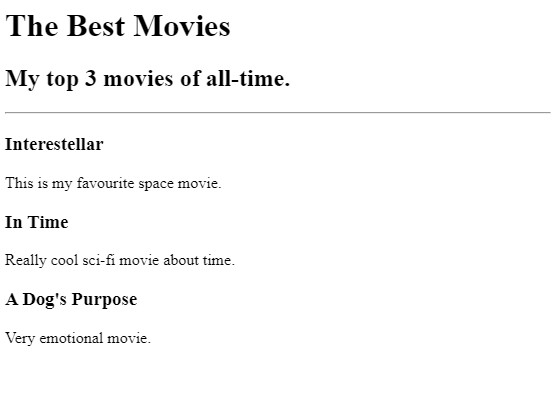 The Best Movies
My top 3 movies of all-time.
Interestellar
This is my favourite space movie.
In Time
Really cool sci-fi movie about time.
A Dog's Purpose
Very emotional movie.